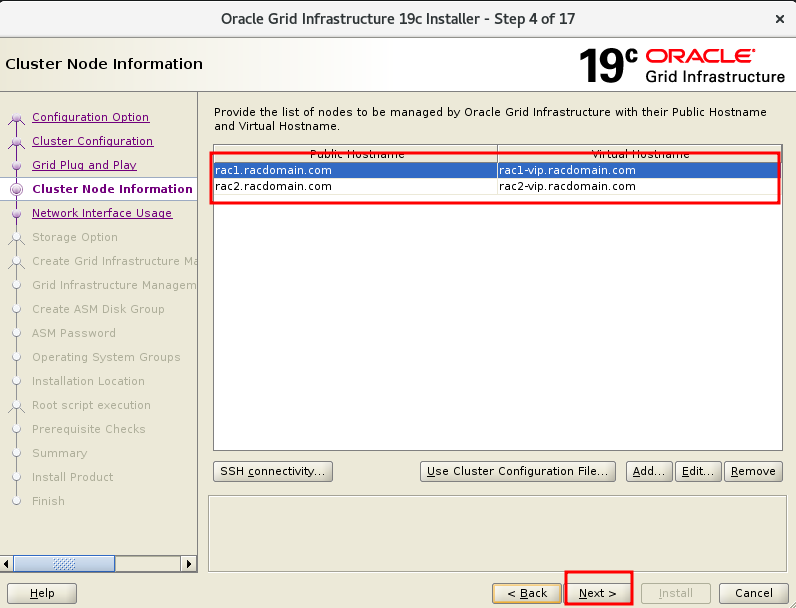 Oracle Grid Infrastructure 19c Installer - Step 4 of 17
Cluster Node Information
19c ORACLE
Grid Infrastructure
Configuration Option
Cluster Configuration
Grid Plug and Play
Cluster Node Information
Network Interface Usage
Storage Option
Create Grid Infrastructure Ma
Grid Infrastructure Managem
Create ASM Disk Group
ASM Password
Operating System Groups
Installation Location
Root script execution
Prerequisite Checks
Summary
Install Product
Finish
Provide the list of nodes to be managed by Oracle Grid Infrastructure with their Public Hostname
and Virtual Hostname.
Public Hostname Virtual Hostname
rac1.racdomain.com rac1-vip.racdomain.com
rac2.racdomain.com rac2-vip.racdomain.com
SSH connectivity... Use Cluster Configuration File... Add... Edit... Remove
Help < Back Next > Install Cancel